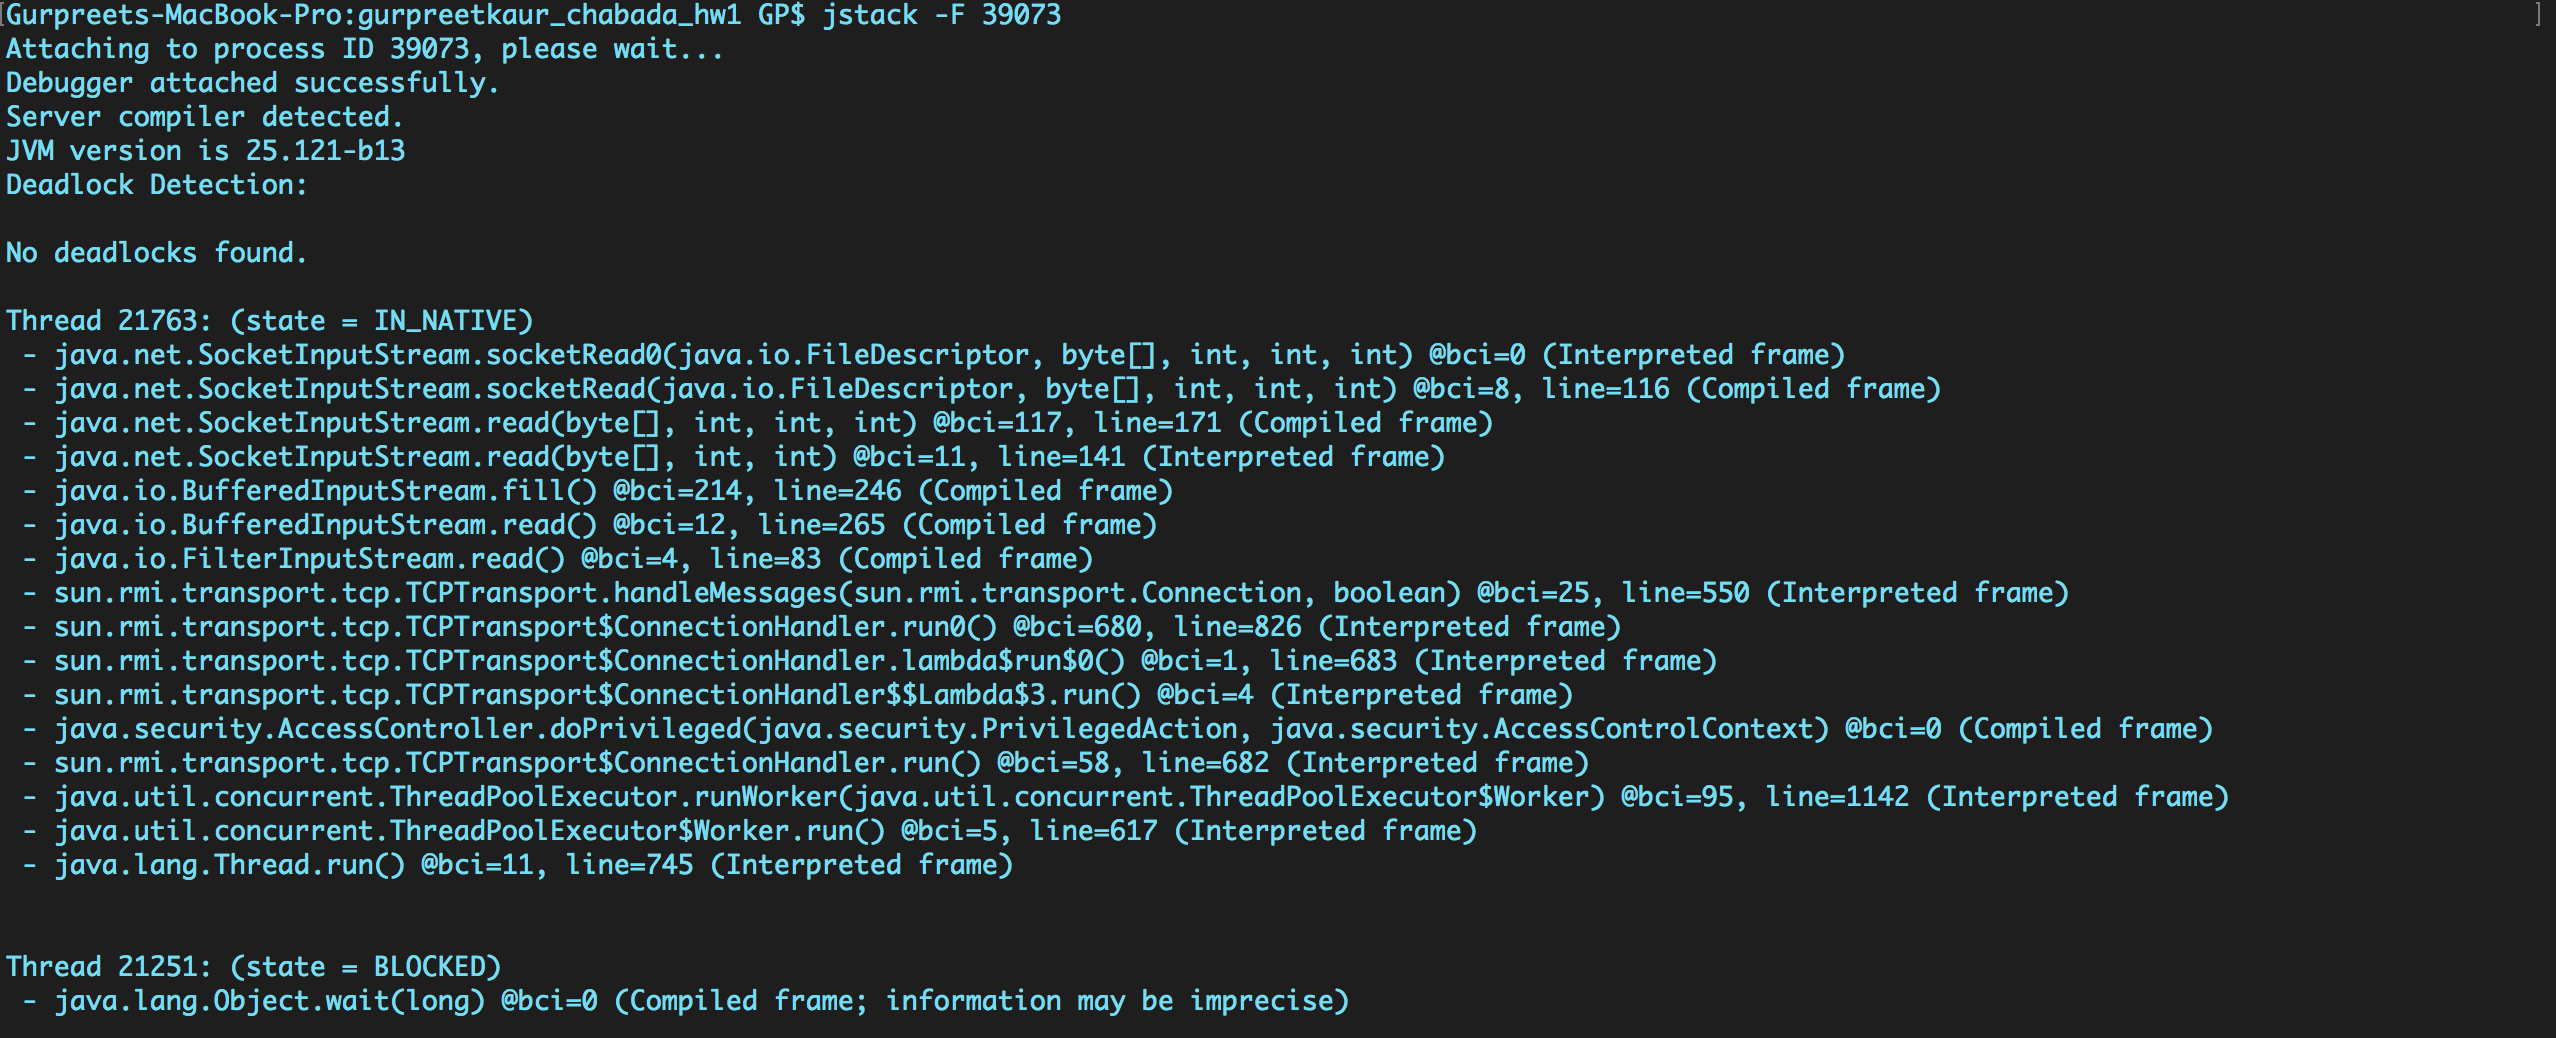 [Gurpreets-MacBook-Pro:gurpreetkaur_chabada_hw1 GP$ jstack -F 39073 ]
Attaching to process ID 39073, please wait...
Debugger attached successfully.
Server compiler detected.
JVM version is 25.121-b13
Deadlock Detection:
No deadlocks found.
Thread 21763: (state = IN_NATIVE)
- java.net.SocketInputStream.socketRead0(java.io.FileDescriptor, byte[], int, int, int) @bci=0 (Interpreted frame)
- java.net.SocketInputStream.socketRead(java.io.FileDescriptor, byte[], int, int, int) @bci=8, line=116 (Compiled frame)
- java.net.SocketInputStream.read(byte[], int, int, int) @bci=117, line=171 (Compiled frame)
- java.net.SocketInputStream.read(byte[], int, int) @bci=11, line=141 (Interpreted frame)
- java.io.BufferedInputStream.fill() @bci=214, line=246 (Compiled frame)
- java.io.BufferedInputStream.read() @bci=12, line=265 (Compiled frame)
- java.io.FilterInputStream.read() @bci=4, line=83 (Compiled frame)
- sun.rmi.transport.tcp.TCPTransport.handleMessages(sun.rmi.transport.Connection, boolean) @bci=25, line=550 (Interpreted frame)
- sun.rmi.transport.tcp.TCPTransport$ConnectionHandler.run0() @bci=680, line=826 (Interpreted frame)
- sun.rmi.transport.tcp.TCPTransport$ConnectionHandler.lambda$run$0() @bci=1, line=683 (Interpreted frame)
- sun.rmi.transport.tcp.TCPTransport$ConnectionHandler$$Lambda$3.run() @bci=4 (Interpreted frame)
- java.security.AccessController.doPrivileged(java.security.PrivilegedAction, java.security.AccessControlContext) @bci=0 (Compiled frame)
- sun.rmi.transport.tcp.TCPTransport$ConnectionHandler.run() @bci=58, line=682 (Interpreted frame)
- java.util.concurrent.ThreadPoolExecutor.runWorker(java.util.concurrent.ThreadPoolExecutor$Worker) @bci=95, line=1142 (Interpreted frame)
- java.util.concurrent.ThreadPoolExecutor$Worker.run() @bci=5, line=617 (Interpreted frame)
- java.lang.Thread.run() @bci=11, line=745 (Interpreted frame)
Thread 21251: (state = BLOCKED)
- java.lang.Object.wait(long) @bci=0 (Compiled frame; information may be imprecise)